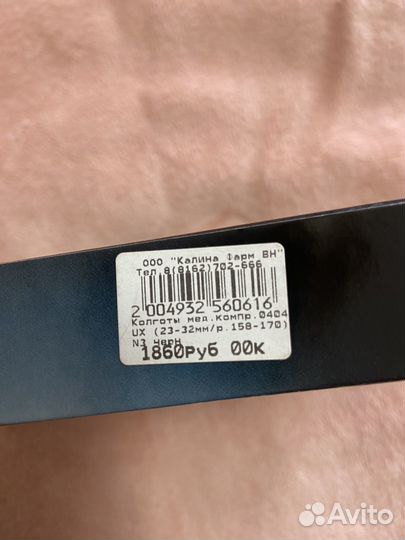 ООО "Калина Фарм ВН"
Тел.8(8162)702-666
2 004932 560616
Колготы мед.компр.0404
UX (23-32мм/р.158-170)
N3 черн
1860руб 00к
Avito